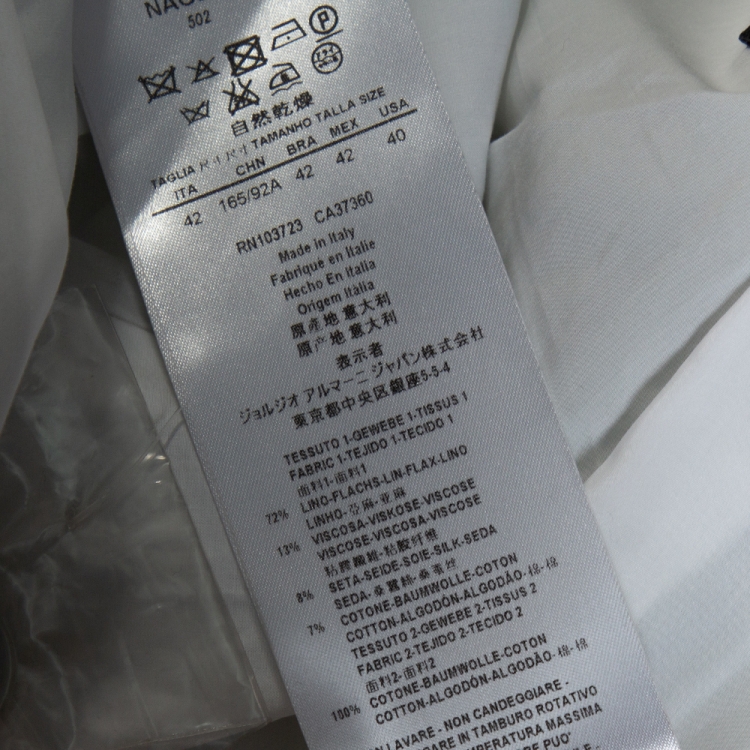 502
自然乾燥
TAGLIA 尺寸 尺寸 TAMANHO TALLA SIZE
ITA CHN BRA MEX USA
42 165/92A 42 42 40
RN103723 CA37360
Made in Italy
Fabriqué en Italie
Hecho En Italia
Origem Itália
原產地 意大利
原产地 意大利
表示者
ジョルジオ アルマーニ ジャパン株式会社
東京都中央区銀座5-5-4
TESSUTO 1-GEWEBE 1-TISSUS 1
FABRIC 1-TEJIDO 1-TECIDO 1
面料1-面料1
72% LINO-FLACHS-LIN-FLAX-LINO
LINHO-亞麻-亚麻
13% VISCOSA-VISKOSE-VISCOSE
VISCOSE-VISCOSA-VISCOSE
粘膠纖維-粘胶纤维
8% SETA-SEIDE-SOIE-SILK-SEDA
SEDA-桑蠶絲-桑蚕丝
7% COTONE-BAUMWOLLE-COTON
COTTON-ALGODÓN-ALGODÃO-棉-棉
TESSUTO 2-GEWEBE 2-TISSUS 2
FABRIC 2-TEJIDO 2-TECIDO 2
面料2-面料2
100% COTONE-BAUMWOLLE-COTON
COTTON-ALGODÓN-ALGODÃO-棉-棉
LAVARE - NON CANDEGGIARE -
IN TAMBURO ROTATIVO
MASSIMA
PUO'